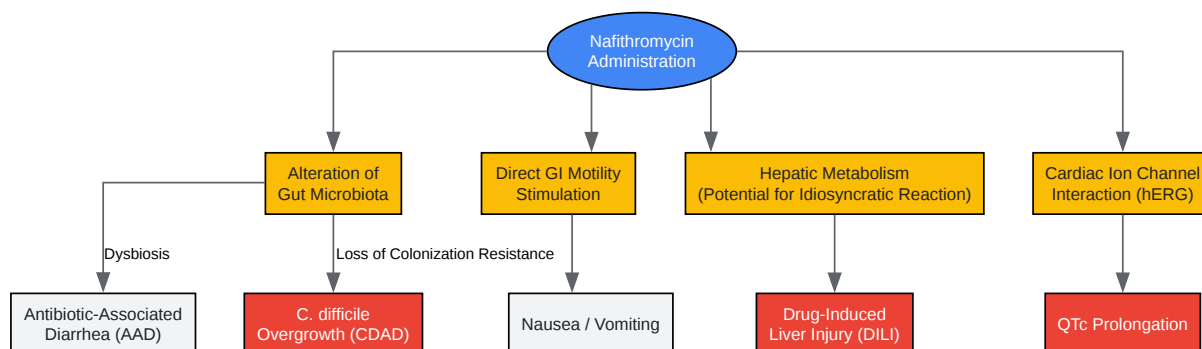 Nafithromycin
Administration
Alteration of
Gut Microbiota
Direct GI Motility
Stimulation
Hepatic Metabolism
(Potential for Idiosyncratic Reaction)
Cardiac Ion Channel
Interaction (hERG)
Dysbiosis
Loss of Colonization Resistance
Antibiotic-Associated
Diarrhea (AAD)
C. difficile
Overgrowth (CDAD)
Nausea / Vomiting
Drug-Induced
Liver Injury (DILI)
QTc Prolongation